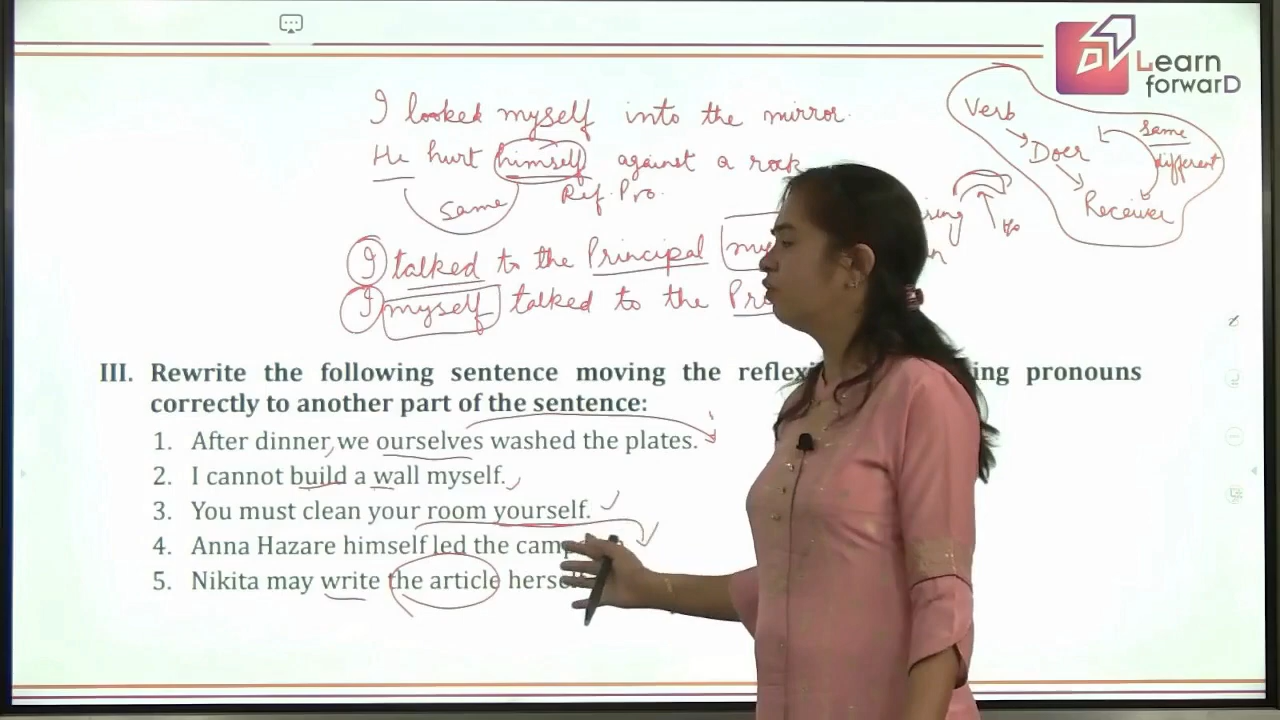 Learn
forwarD
I looked myself into the mirror.
He hurt himself against a rock
same Ref. Pro.
Verb
Doer
Receiver
same
different
I talked to the Principal
I myself talked to the
III. Rewrite the following sentence moving the pronouns
correctly to another part of the sentence:
1. After dinner, we ourselves washed the plates.
2. I cannot build a wall myself.
3. You must clean your room yourself.
4. Anna Hazare himself led the
5. Nikita may write the article